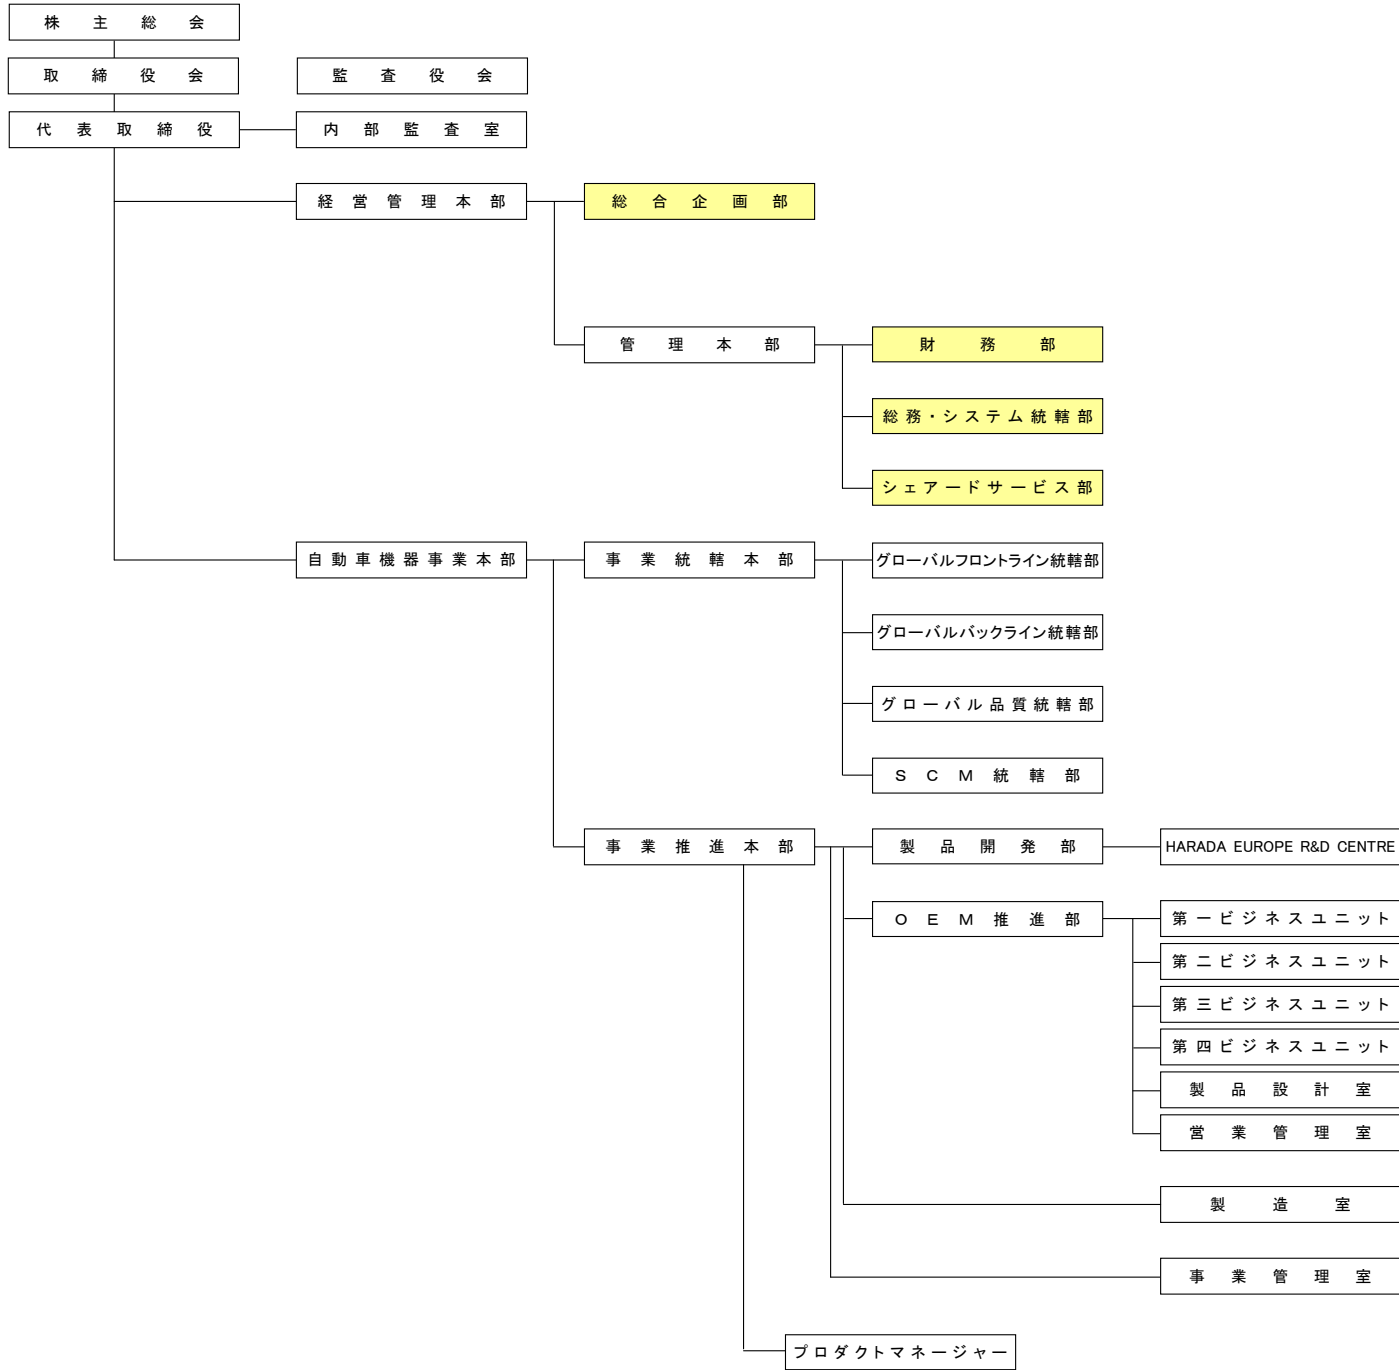 株主総会
取締役会
監査役会
代表取締役
内部監査室
経営管理本部
総合企画部
管理本部
財務部
総務・システム統轄部
シェアードサービス部
自動車機器事業本部
事業統轄本部
グローバルフロントライン統轄部
グローバルバックライン統轄部
グローバル品質統轄部
SCM統轄部
事業推進本部
製品開発部
HARADA EUROPE R&D CENTRE
OEM推進部
第一ビジネスユニット
第二ビジネスユニット
第三ビジネスユニット
第四ビジネスユニット
製品設計室
営業管理室
製造室
事業管理室
プロダクトマネージャー